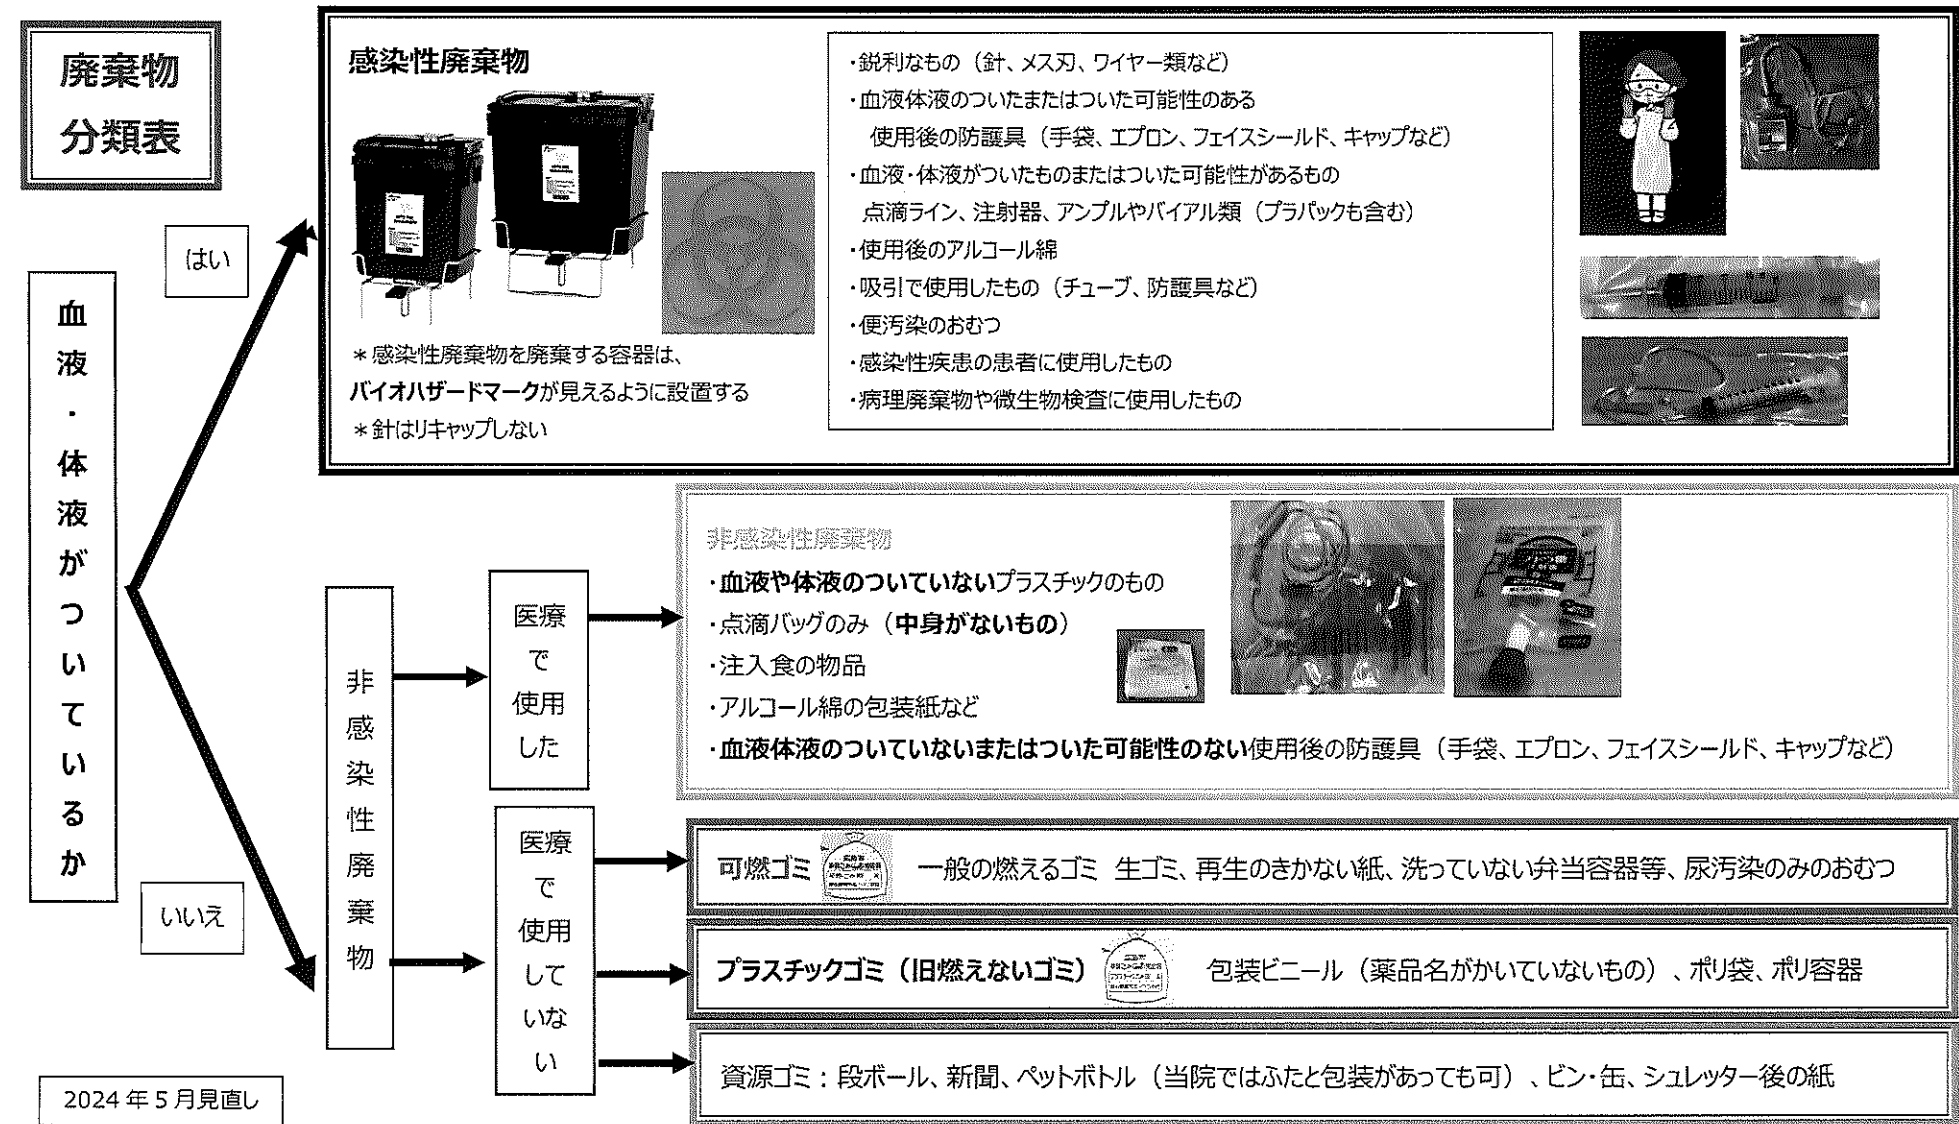 廃棄物
分類表
はい
血液・体液がついているか
いいえ
2024年5月見直し
感染性廃棄物
＊感染性廃棄物を廃棄する容器は、
バイオハザードマークが見えるように設置する
＊針はリキャップしない
・鋭利なもの（針、メス刃、ワイヤー類など）
・血液体液のついたまたはついた可能性のある
使用後の防護具（手袋、エプロン、フェイスシールド、キャップなど）
・血液・体液がついたものまたはついた可能性があるもの
点滴ライン、注射器、アンプルやバイアル類（プラパックも含む）
・使用後のアルコール綿
・吸引で使用したもの（チューブ、防護具など）
・便汚染のおむつ
・感染性疾患の患者に使用したもの
・病理廃棄物や微生物検査に使用したもの
非感染性廃棄物
医療
で
使用
した
非感染性廃棄物
・血液や体液のついていないプラスチックのもの
・点滴バッグのみ（中身がないもの）
・注入食の物品
・アルコール綿の包装紙など
・血液体液のついていないまたはついた可能性のない使用後の防護具（手袋、エプロン、フェイスシールド、キャップなど）
医療
で
使用
して
いな
い
可燃ゴミ　一般の燃えるゴミ　生ゴミ、再生のきかない紙、洗っていない弁当容器等、尿汚染のみのおむつ
プラスチックゴミ（旧燃えないゴミ）　包装ビニール（薬品名がかいていないもの）、ポリ袋、ポリ容器
資源ゴミ：段ボール、新聞、ペットボトル（当院ではふたと包装があっても可）、ビン・缶、シュレッター後の紙